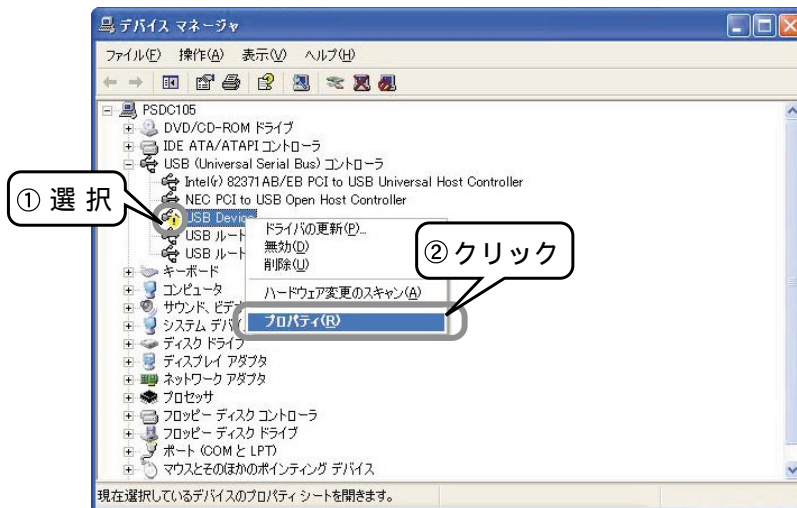 デバイス マネージャ
ファイル(F) 操作(A) 表示(V) ヘルプ(H)
PSDC105
DVD/CD-ROM ドライブ
IDE ATA/ATAPI コントローラ
USB (Universal Serial Bus) コントローラ
Intel(r) 82371AB/EB PCI to USB Universal Host Controller
NEC PCI to USB Open Host Controller
① 選 択
USB Device
USB ルート
USB ルート
ドライバの更新(P)...
無効(D)
削除(U)
ハードウェア変更のスキャン(A)
プロパティ(R)
② クリック
キーボード
コンピュータ
サウンド、ビデオ
システム デバイ
ディスク ドライブ
ディスプレイ アダプタ
ネットワーク アダプタ
プロセッサ
フロッピー ディスク コントローラ
フロッピー ディスク ドライブ
ポート (COM と LPT)
マウスとそのほかのポインティング デバイス
現在選択しているデバイスのプロパティ シートを開きます。